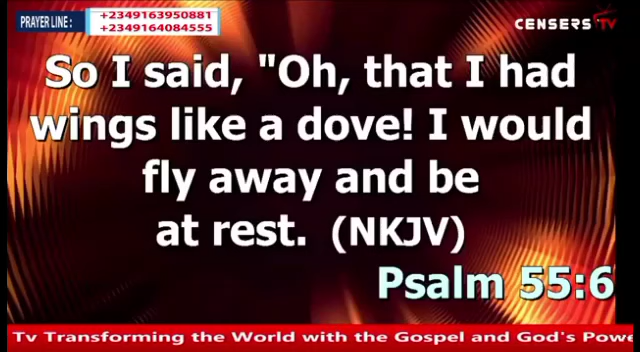 PRAYER LINE :
+2349163950881
+2349164084555
CENSERS TV
So I said, "Oh, that I had
wings like a dove! I would
fly away and be
at rest. (NKJV)
Psalm 55:6
Tv Transforming the World with the Gospel and God's Powe